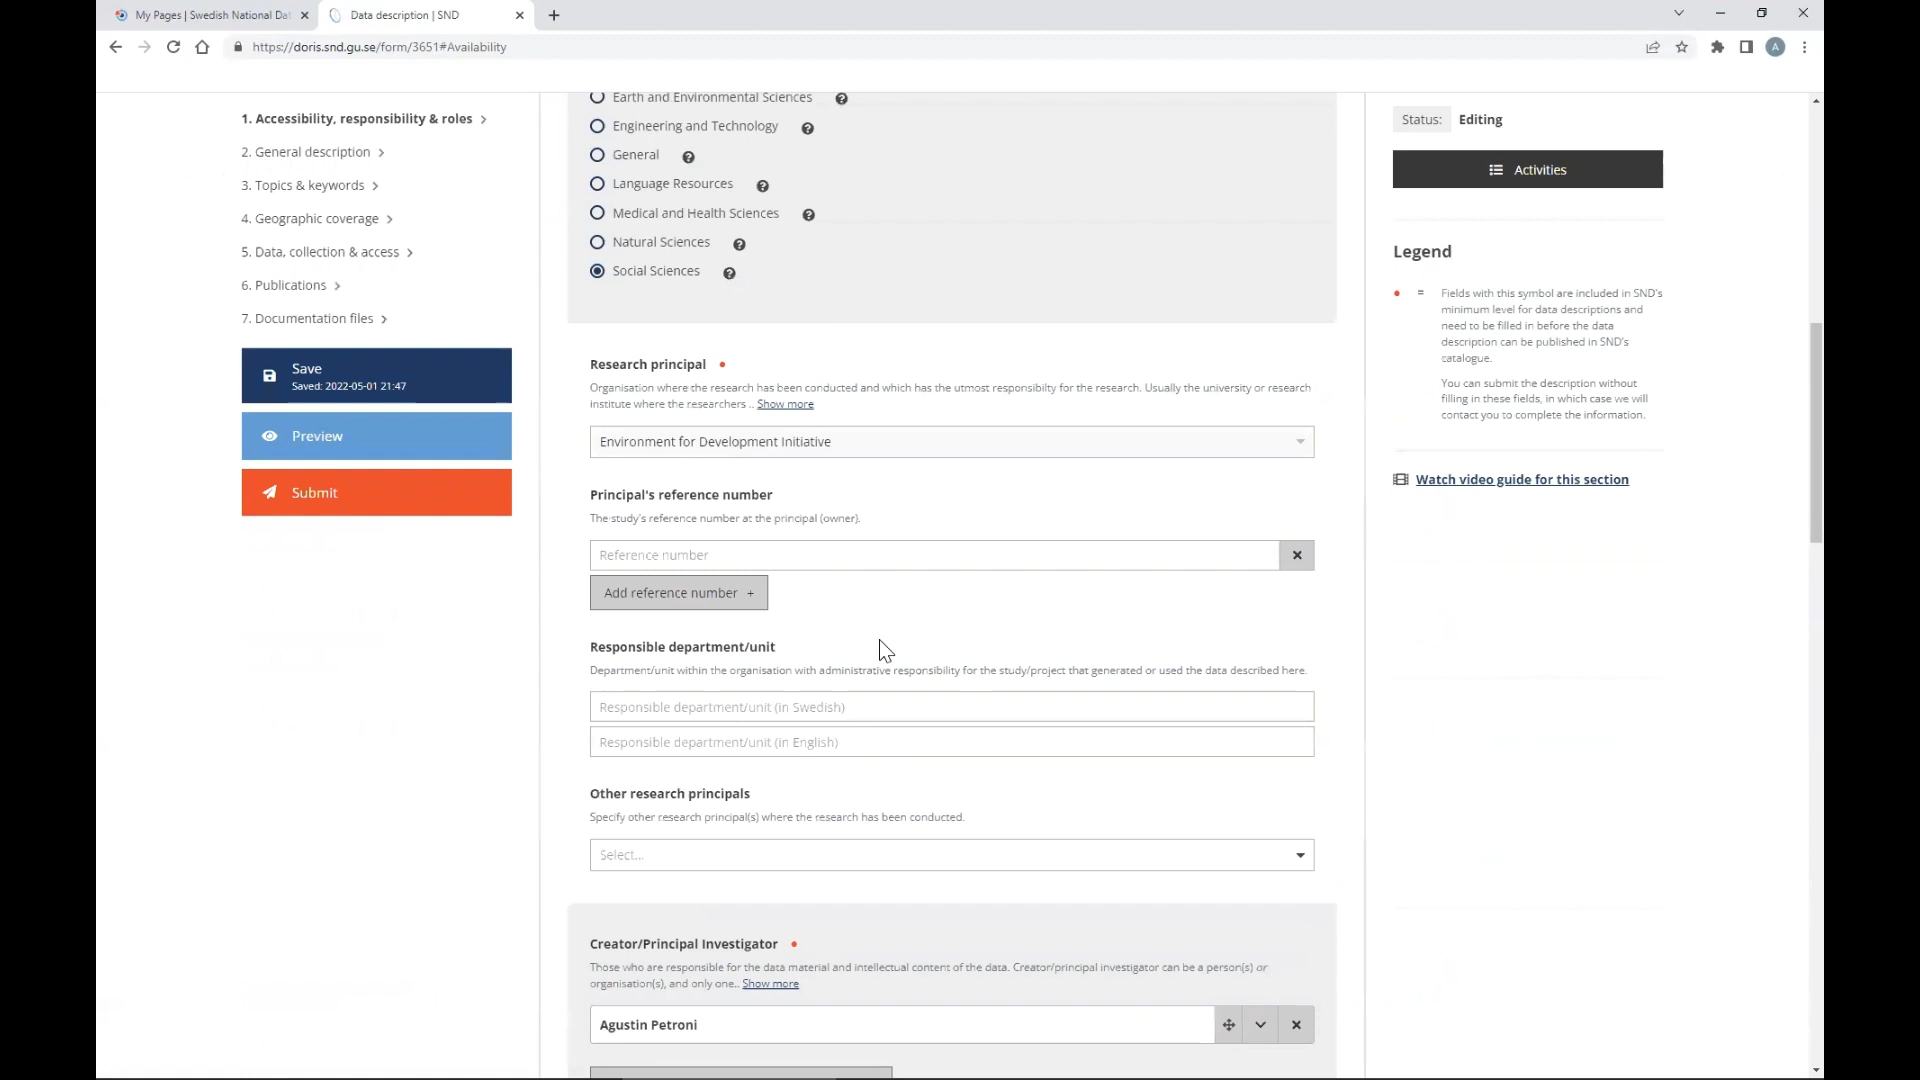 My Pages | Swedish National Dat
Data description | SND
https://doris.snd.gu.se/form/3651#Availability
A
1. Accessibility, responsibility & roles
2. General description
3. Topics & keywords
4. Geographic coverage
5. Data, collection & access
6. Publications
7. Documentation files
Save
Saved: 2022-05-01 21:47
Preview
Submit
Earth and Environmental Sciences
Engineering and Technology
General
Language Resources
Medical and Health Sciences
Natural Sciences
Social Sciences
Research principal
Organisation where the research has been conducted and which has the utmost responsibilty for the research. Usually the university or research
institute where the researchers .. Show more
Environment for Development Initiative
Principal's reference number
The study's reference number at the principal (owner).
Reference number
Add reference number +
Responsible department/unit
Department/unit within the organisation with administrative responsibility for the study/project that generated or used the data described here.
Responsible department/unit (in Swedish)
Responsible department/unit (in English)
Other research principals
Specify other research principal(s) where the research has been conducted.
Select...
Creator/Principal Investigator
Those who are responsible for the data material and intellectual content of the data. Creator/principal investigator can be a person(s) or
organisation(s), and only one.. Show more
Agustin Petroni
Status: Editing
Activities
Legend
= Fields with this symbol are included in SND's
minimum level for data descriptions and
need to be filled in before the data
description can be published in SND's
catalogue.
You can submit the description without
filling in these fields, in which case we will
contact you to complete the information.
Watch video guide for this section